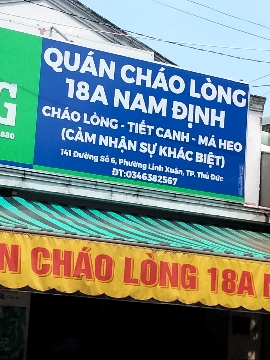 QUÁN CHÁO LÒNG
18A NAM ĐỊNH
CHÁO LÒNG - TIẾT CANH - MÁ HEO
(CẢM NHẬN SỰ KHÁC BIỆT)
141 Đường Số 6, Phường Linh Xuân, TP. Thủ Đức
ĐT:0346382567
880
CHÁO LÒNG 18A